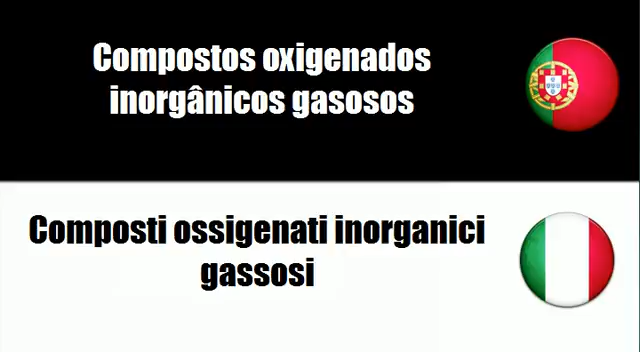 Compostos oxigenados
inorgânicos gasosos
Composti ossigenati inorganici
gassosi